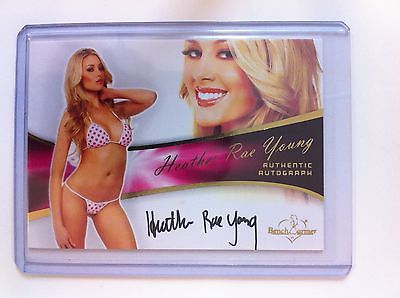 Heather Rae Young
AUTHENTIC
AUTOGRAPH
Heather Rae Young
BenchWarmer